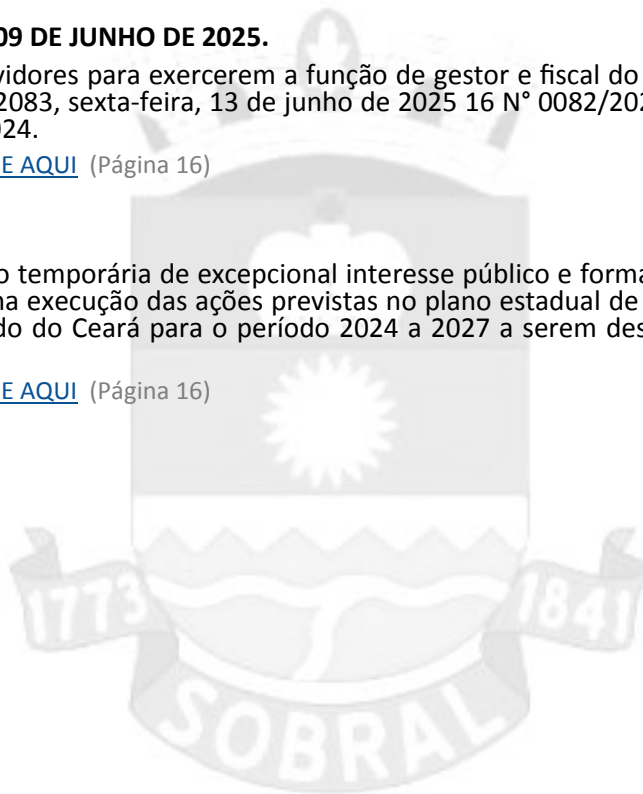 09 DE JUNHO DE 2025.
vidores para exercerem a função de gestor e fiscal do
2083, sexta-feira, 13 de junho de 2025 16 N° 0082/202
024.
E AQUI (Página 16)
o temporária de excepcional interesse público e forma
na execução das ações previstas no plano estadual de
do do Ceará para o período 2024 a 2027 a serem des
E AQUI (Página 16)
1773
1841
SOBRAL